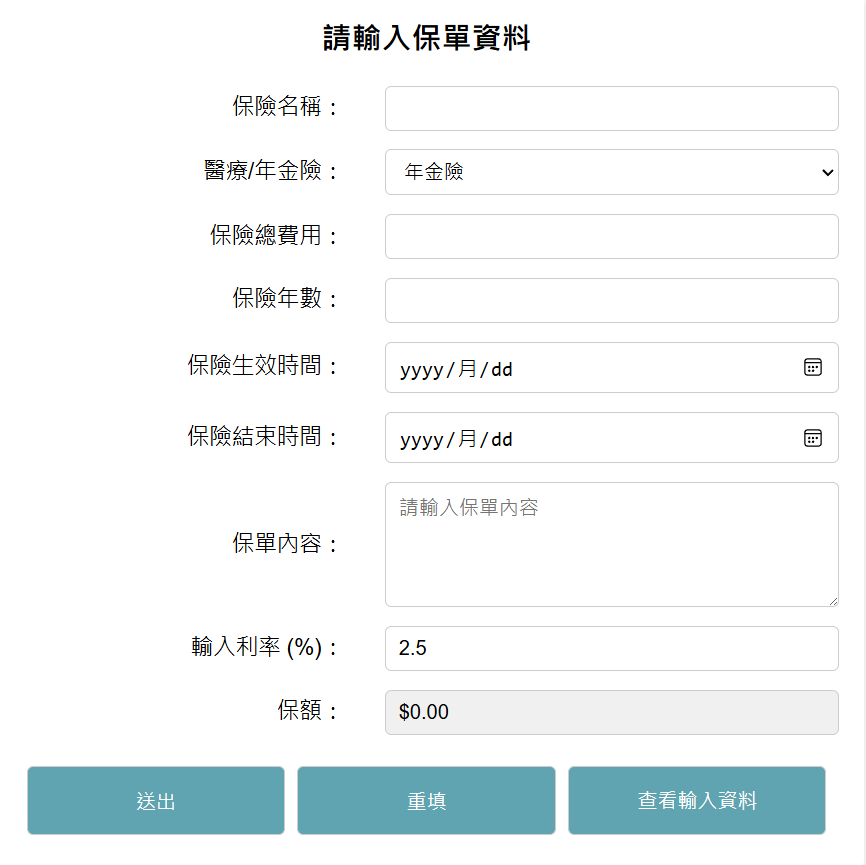 請輸入保單資料
保險名稱：
醫療/年金險： 年金險
保險總費用：
保險年數：
保險生效時間： yyyy/月/dd
保險結束時間： yyyy/月/dd
請輸入保單內容
保單內容：
輸入利率 (%)： 2.5
保額： $0.00
送出 重填 查看輸入資料